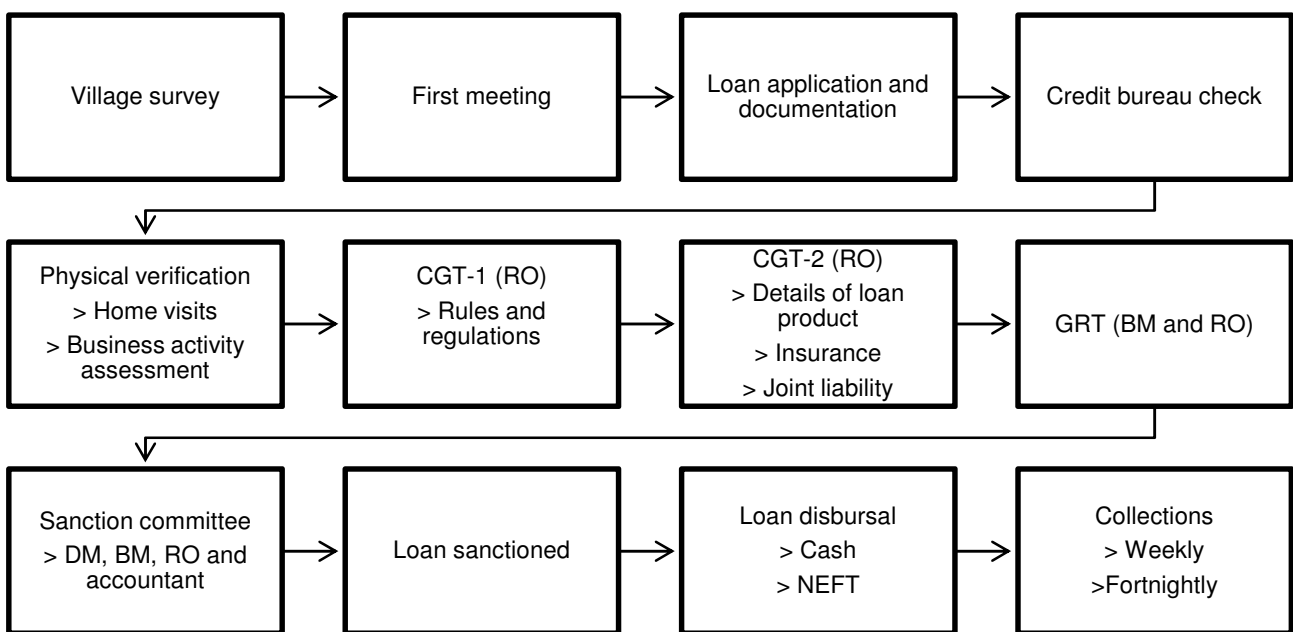 Village survey
First meeting
Loan application and
documentation
Credit bureau check
Physical verification
> Home visits
> Business activity
assessment
CGT-1 (RO)
> Rules and
regulations
CGT-2 (RO)
> Details of loan
product
> Insurance
> Joint liability
GRT (BM and RO)
Sanction committee
> DM, BM, RO and
accountant
Loan sanctioned
Loan disbursal
> Cash
> NEFT
Collections
> Weekly
>Fortnightly